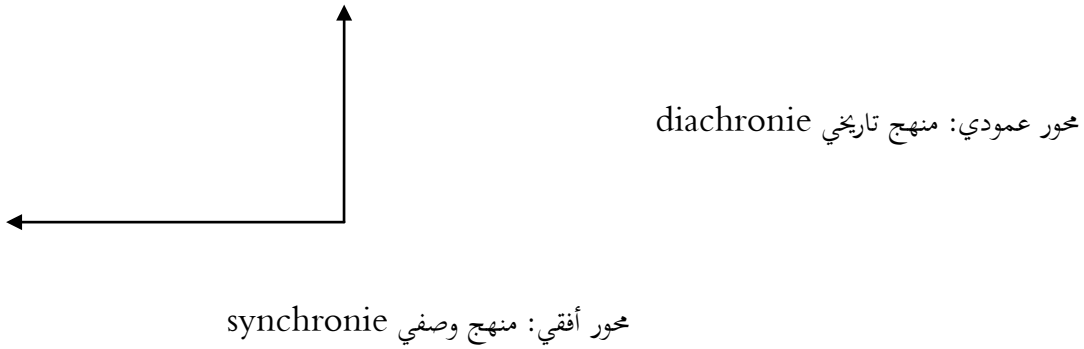 محور عمودي: منهج تاريخي diachronie
محور أفقي: منهج وصفي synchronie